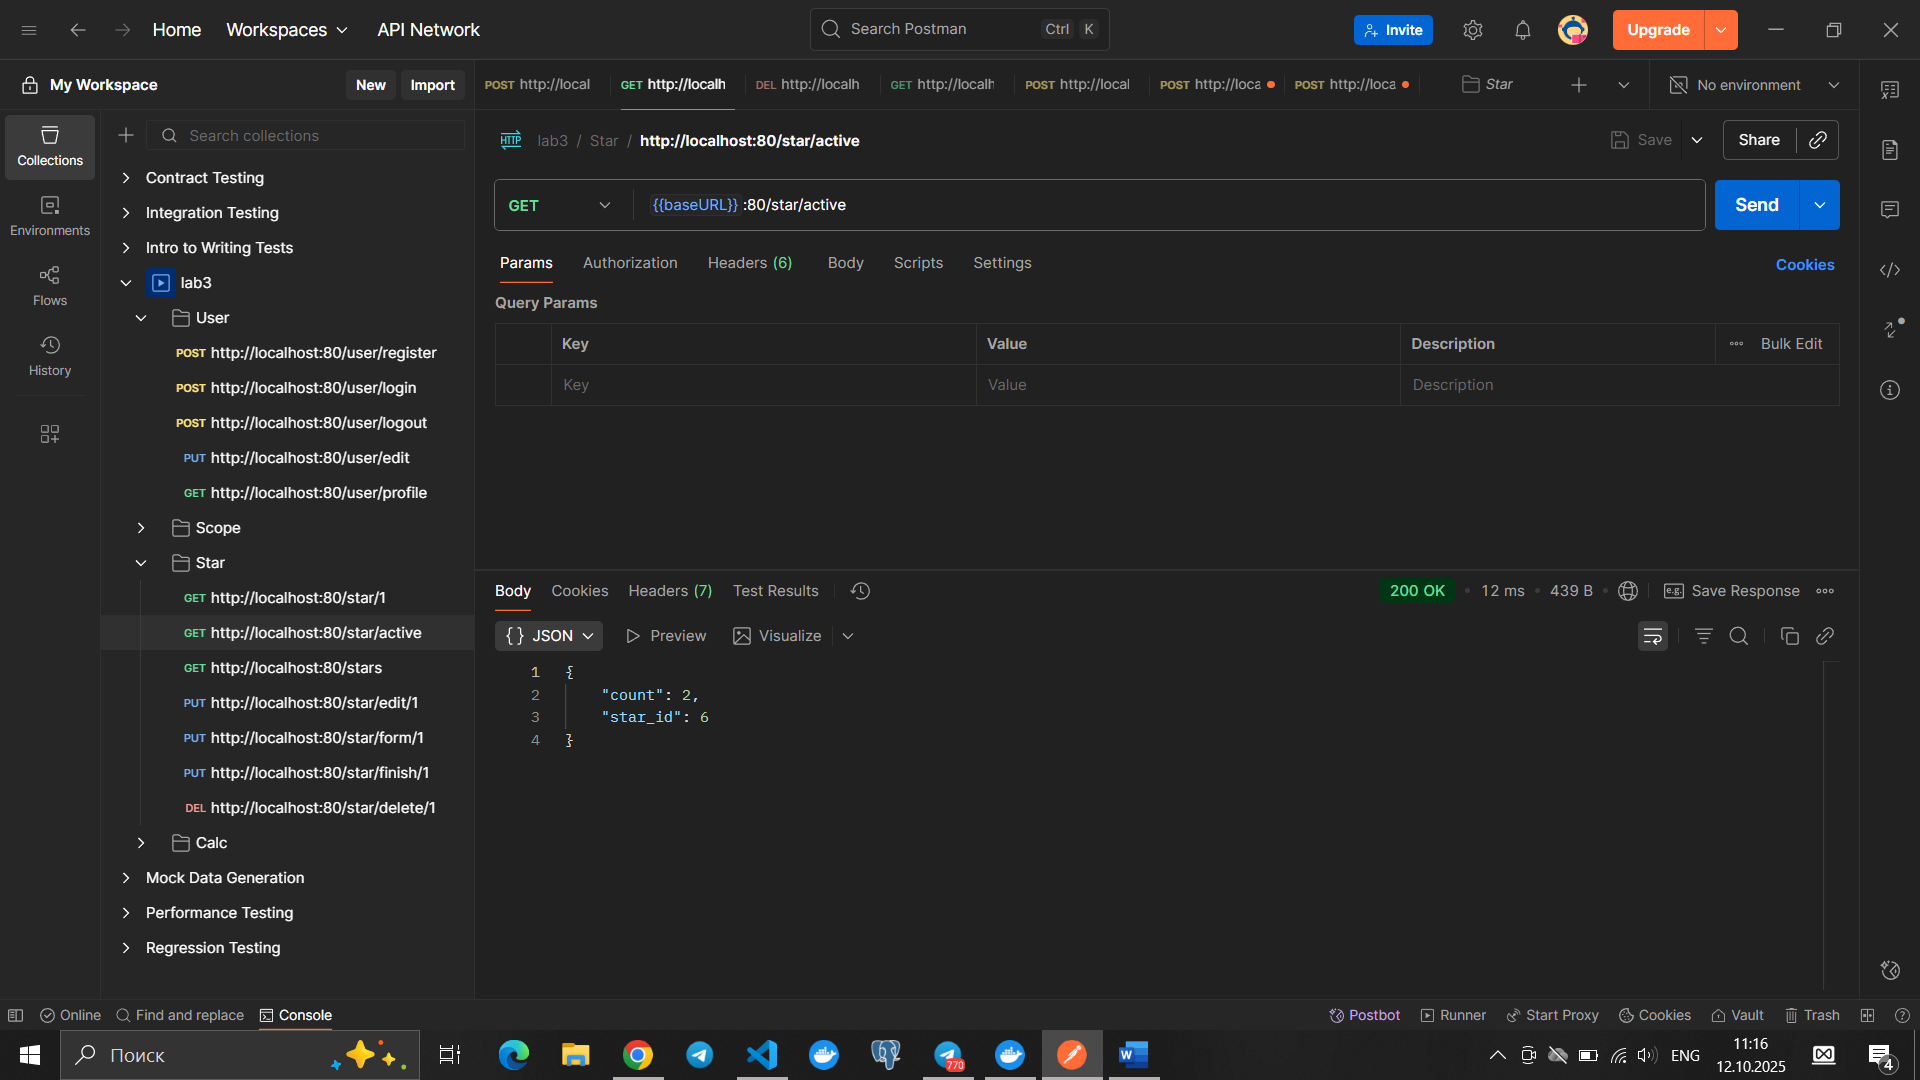 Home
Workspaces
API Network
Search Postman
Ctrl K
Invite
Upgrade
My Workspace
New
Import
POST http://local
GET http://localh
DEL http://localh
GET http://localh
POST http://local
POST http://loca
POST http://loca
Star
No environment
Collections
Environments
Flows
History
Search collections
Contract Testing
Integration Testing
Intro to Writing Tests
lab3
User
POST http://localhost:80/user/register
POST http://localhost:80/user/login
POST http://localhost:80/user/logout
PUT http://localhost:80/user/edit
GET http://localhost:80/user/profile
Scope
Star
GET http://localhost:80/star/1
GET http://localhost:80/star/active
GET http://localhost:80/stars
PUT http://localhost:80/star/edit/1
PUT http://localhost:80/star/form/1
PUT http://localhost:80/star/finish/1
DEL http://localhost:80/star/delete/1
Calc
Mock Data Generation
Performance Testing
Regression Testing
HTTP lab3 / Star / http://localhost:80/star/active
Save
Share
GET {{baseURL}} :80/star/active
Send
Params Authorization Headers (6) Body Scripts Settings
Cookies
Query Params
Key Value Description Bulk Edit
Key Value Description
Body Cookies Headers (7) Test Results
200 OK • 12 ms • 439 B
e.g. Save Response
{} JSON Preview Visualize
1 {
2 "count": 2,
3 "star_id": 6
4 }
Online Find and replace Console
Postbot Runner Start Proxy Cookies Vault Trash
Поиск
770
ENG
11:16
12.10.2025
4